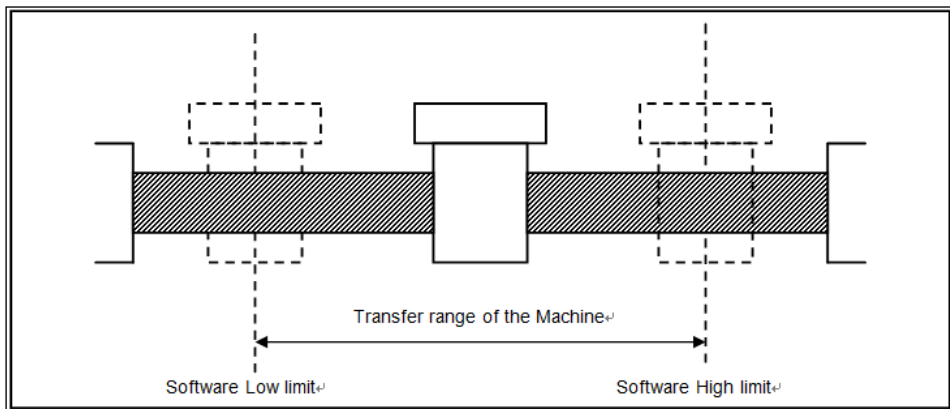 Transfer range of the Machine↵
Software Low limit↵
Software High limit↵